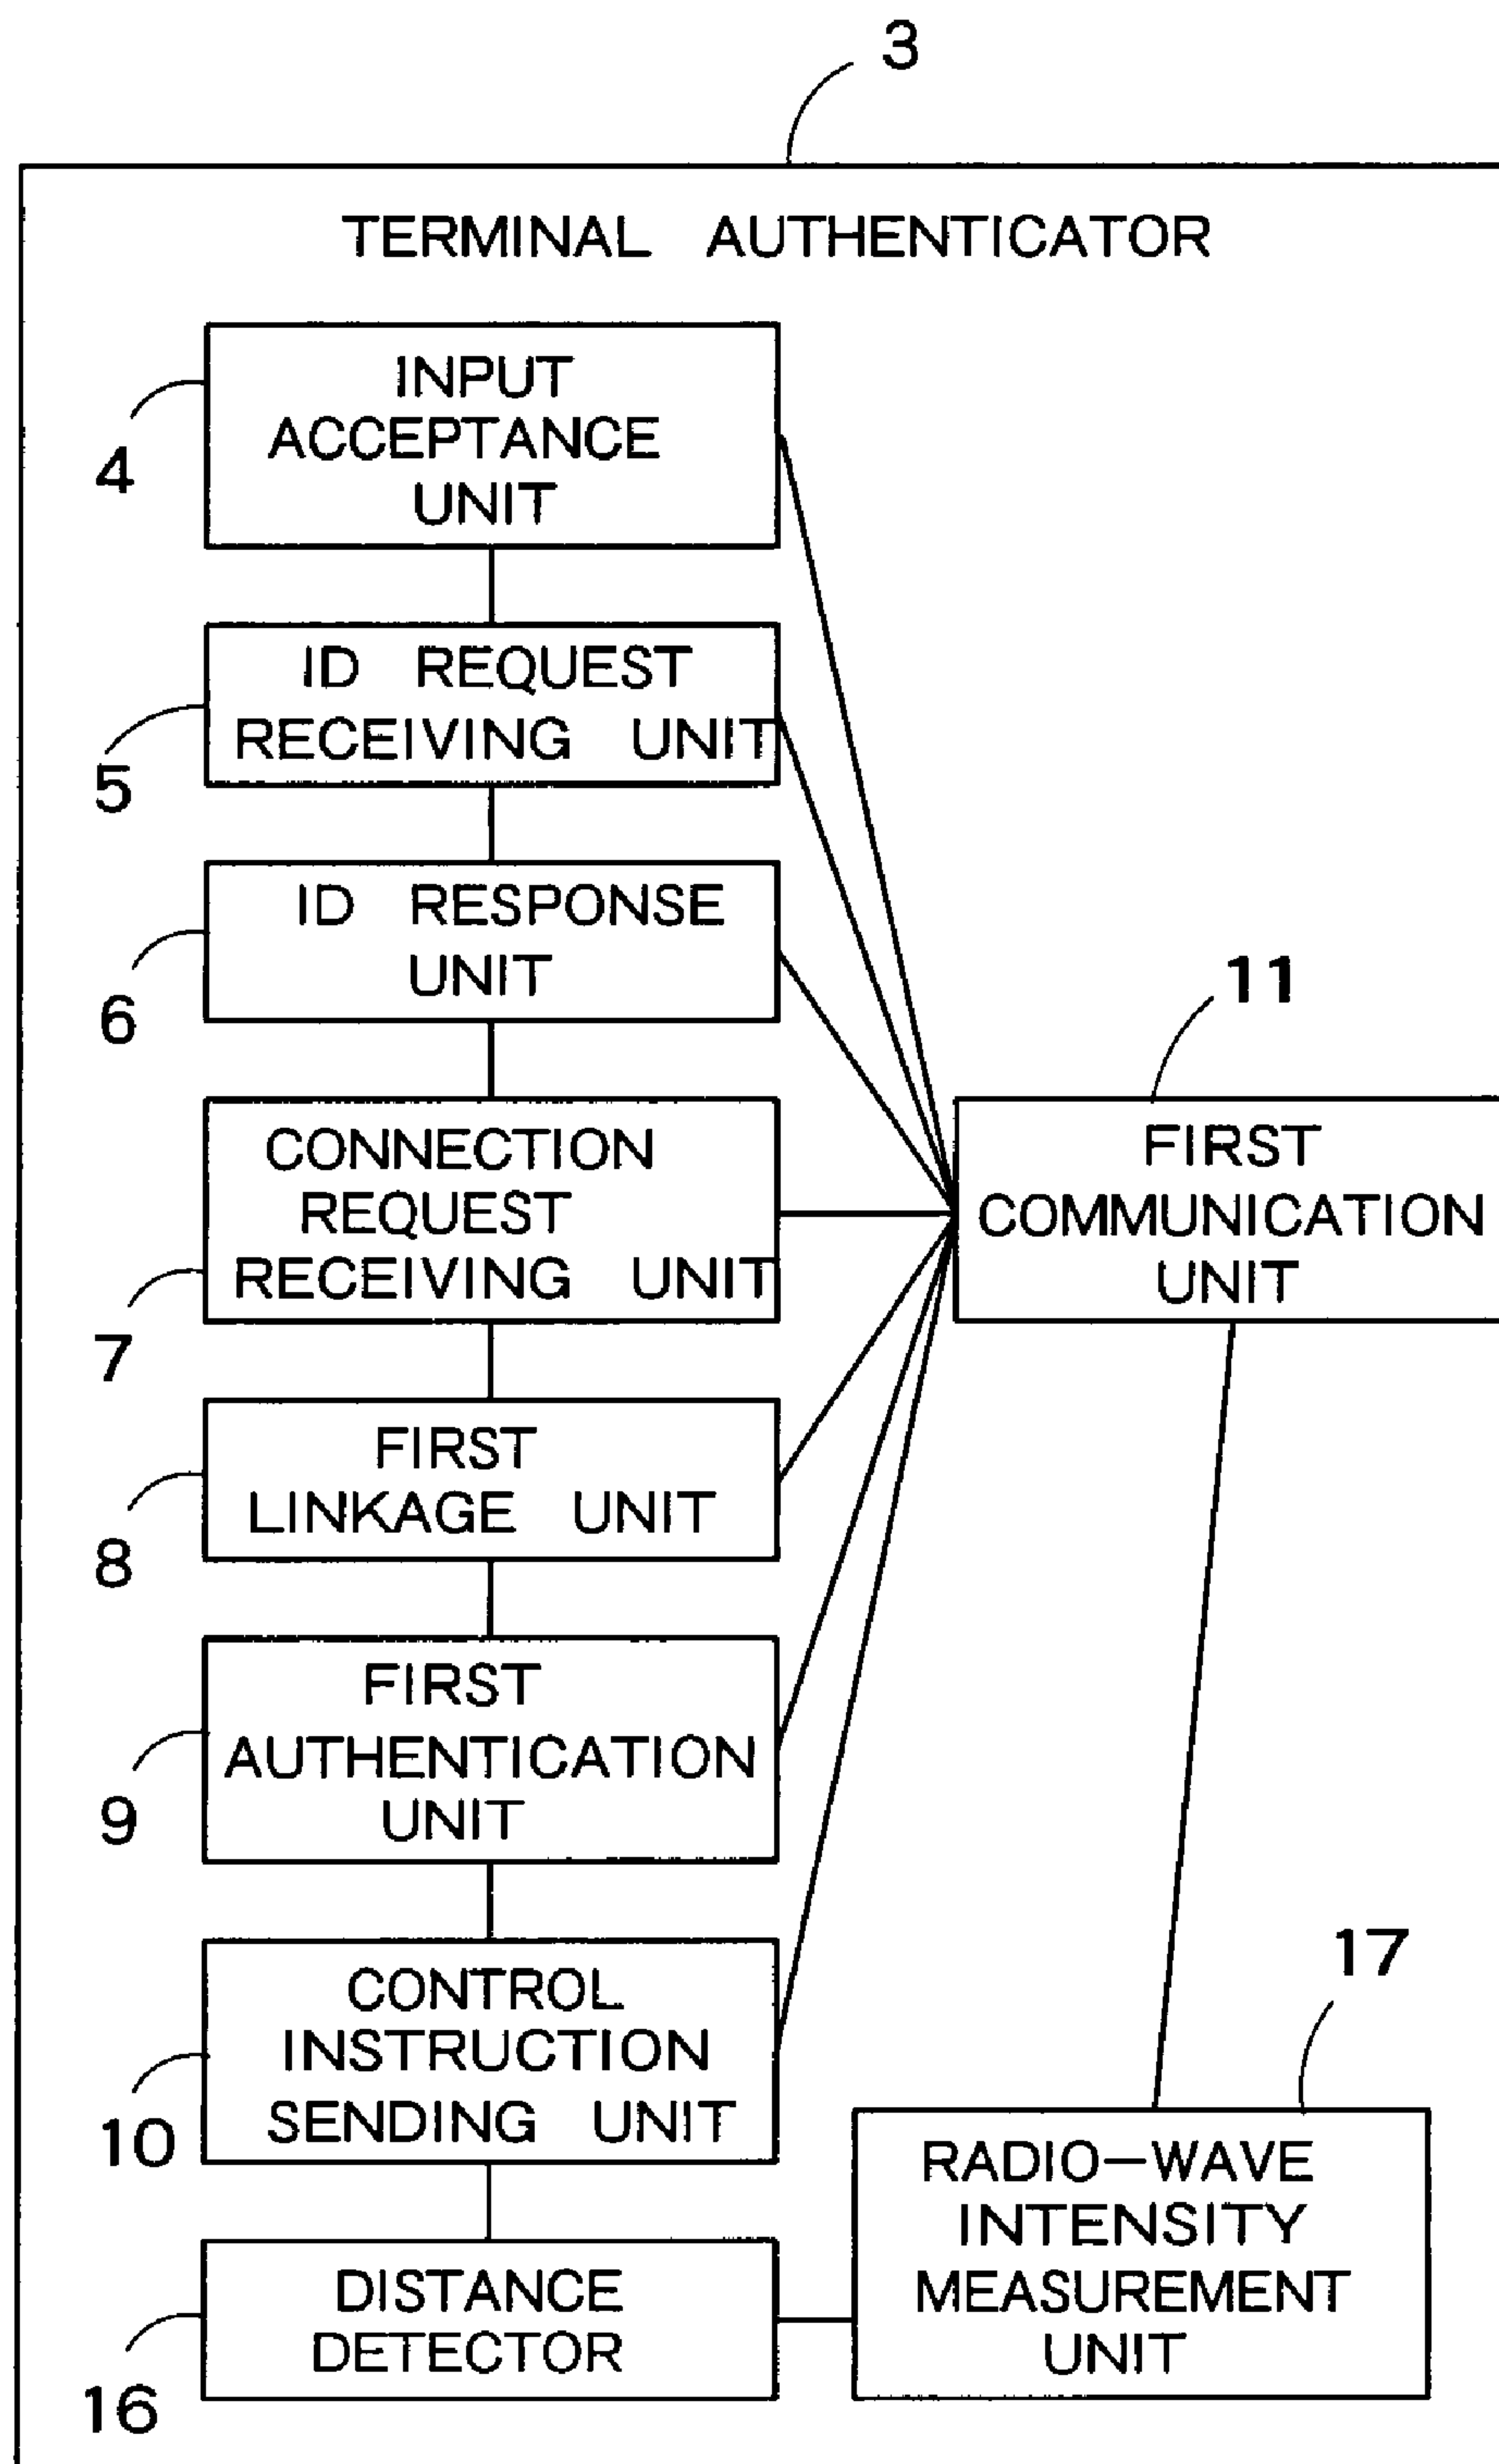 3
TERMINAL AUTHENTICATOR
INPUT
ACCEPTANCE
UNIT
4
ID REQUEST
RECEIVING UNIT
5
ID RESPONSE
UNIT
6
11
CONNECTION
REQUEST
RECEIVING UNIT
7
FIRST
COMMUNICATION
UNIT
FIRST
LINKAGE UNIT
8
FIRST
AUTHENTICATION
UNIT
9
CONTROL
INSTRUCTION
SENDING UNIT
10
17
RADIO-WAVE
INTENSITY
MEASUREMENT
UNIT
DISTANCE
DETECTOR
16